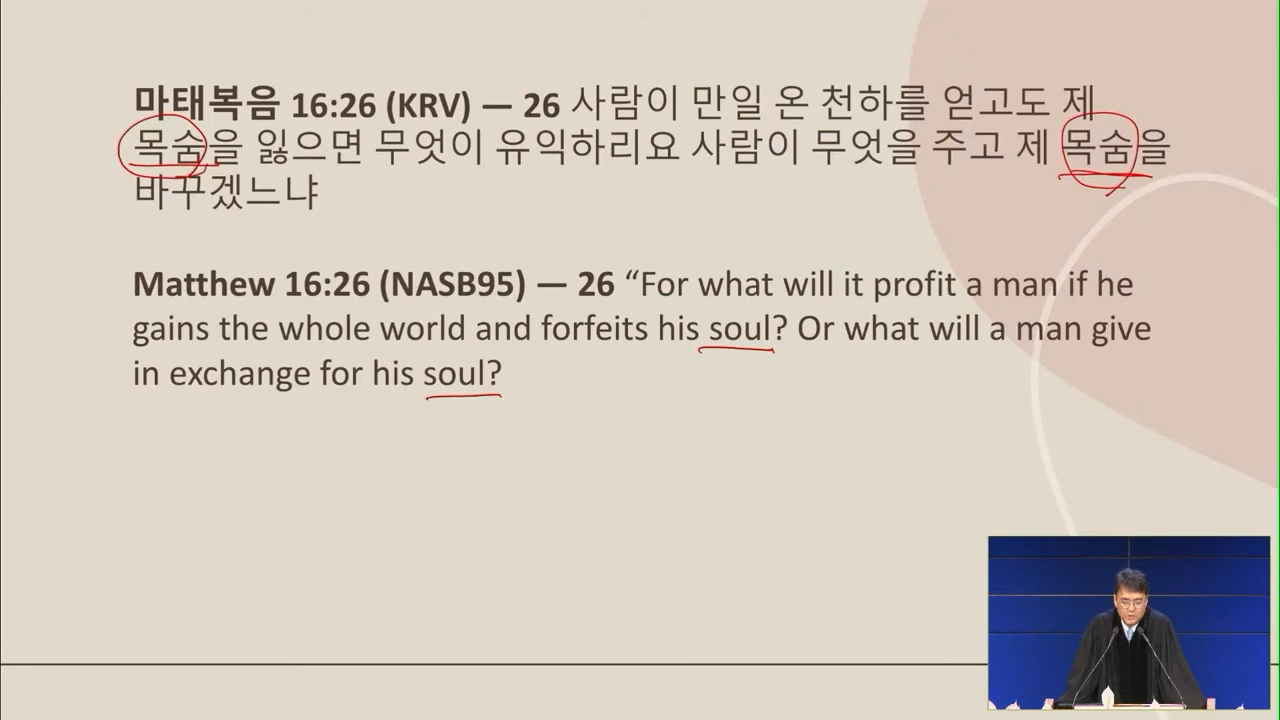 마태복음 16:26 (KRV) — 26 사람이 만일 온 천하를 얻고도 제
목숨을 잃으면 무엇이 유익하리요 사람이 무엇을 주고 제 목숨을
바꾸겠느냐
Matthew 16:26 (NASB95) — 26 “For what will it profit a man if he
gains the whole world and forfeits his soul? Or what will a man give
in exchange for his soul?